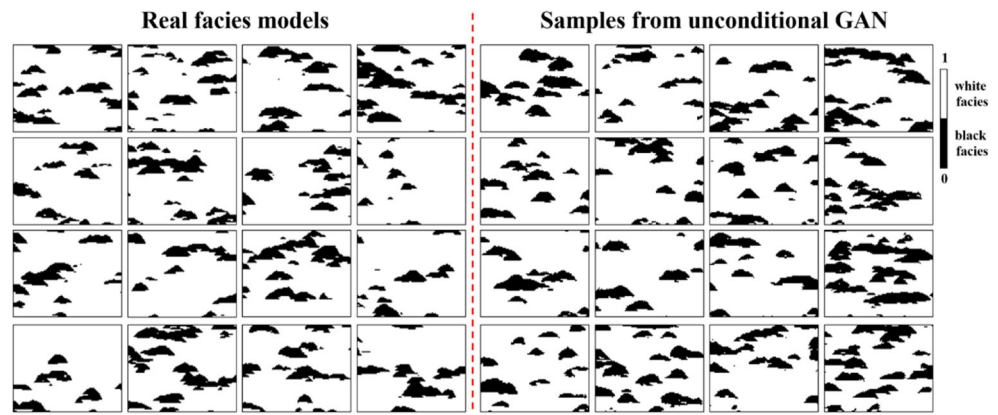 Real facies models
Samples from unconditional GAN
1
white
facies
black
facies
0